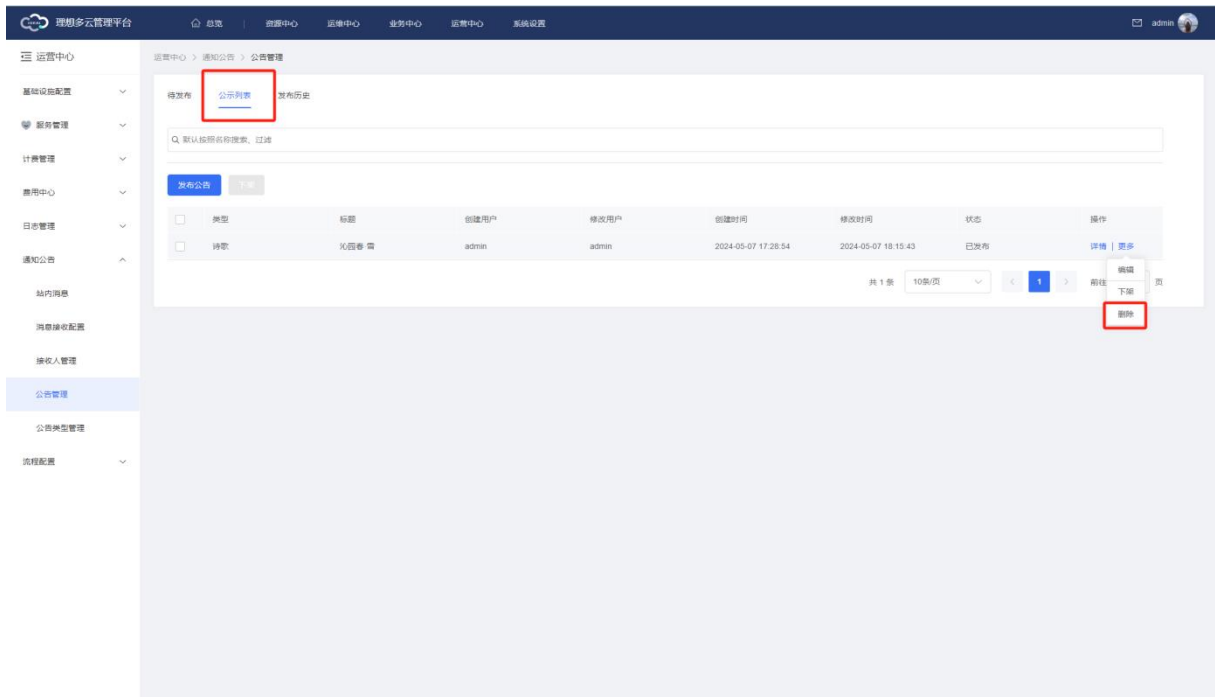 理想多云管理平台 总览 | 资源中心 运维中心 业务中心 运营中心 系统设置 admin
运营中心
运营中心 > 通知公告 > 公告管理
基础设施配置
服务管理
计费管理
费用中心
日志管理
通知公告
站内消息
消息接收配置
接收人管理
公告管理
公告类型管理
流程配置
待发布 公示列表 发布历史
默认按照名称搜索、过滤
发布公告 下架
类型 标题 创建用户 修改用户 创建时间 修改时间 状态 操作
诗歌 沁园春·雪 admin admin 2024-05-07 17:28:54 2024-05-07 18:15:43 已发布 详情 | 更多
共 1 条 10条/页 < 1 > 前往 页
编辑
下架
删除